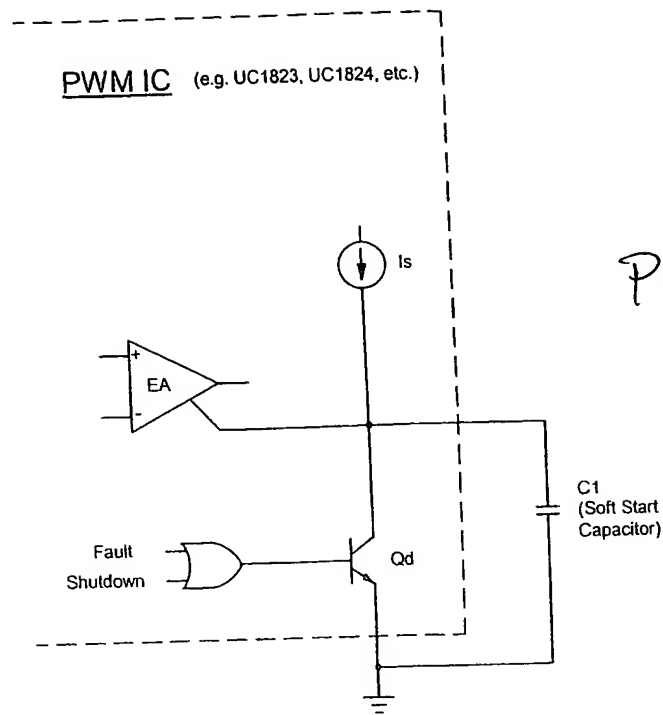 PWM IC (e.g. UC1823, UC1824, etc.)
Is
P
+
EA
-
C1
(Soft Start
Capacitor)
Fault
Shutdown
Qd